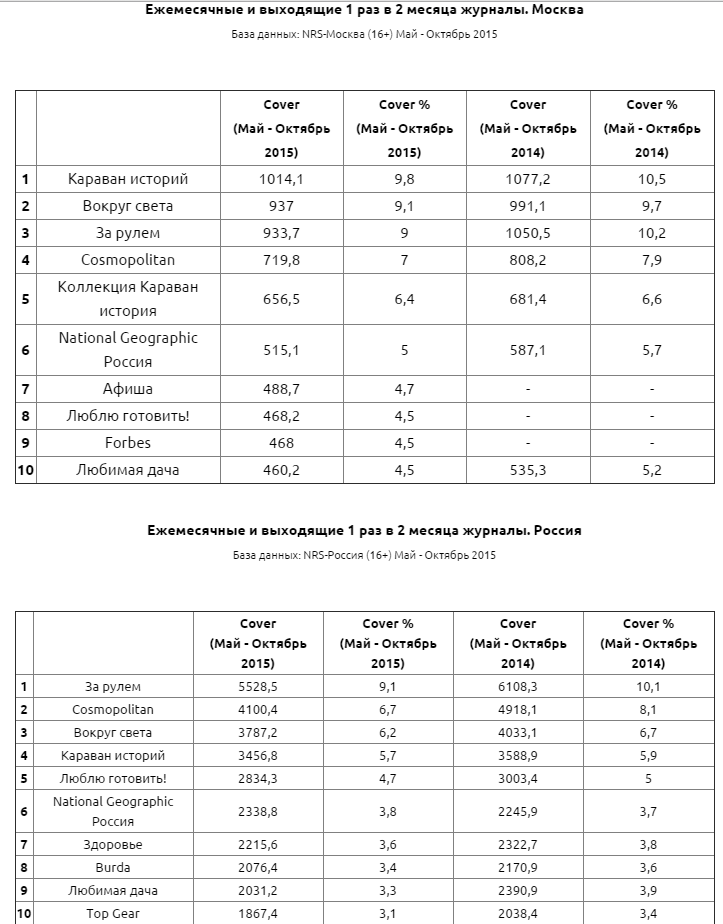 Ежемесячные и выходящие 1 раз в 2 месяца журналы. Москва
База данных: NRS-Москва (16+) Май - Октябрь 2015
Cover (Май - Октябрь 2015) Cover % (Май - Октябрь 2015) Cover (Май - Октябрь 2014) Cover % (Май - Октябрь 2014)
1 Караван историй 1014,1 9,8 1077,2 10,5
2 Вокруг света 937 9,1 991,1 9,7
3 За рулем 933,7 9 1050,5 10,2
4 Cosmopolitan 719,8 7 808,2 7,9
5 Коллекция Караван история 656,5 6,4 681,4 6,6
6 National Geographic Россия 515,1 5 587,1 5,7
7 Афиша 488,7 4,7 - -
8 Люблю готовить! 468,2 4,5 - -
9 Forbes 468 4,5 - -
10 Любимая дача 460,2 4,5 535,3 5,2
Ежемесячные и выходящие 1 раз в 2 месяца журналы. Россия
База данных: NRS-Россия (16+) Май - Октябрь 2015
Cover (Май - Октябрь 2015) Cover % (Май - Октябрь 2015) Cover (Май - Октябрь 2014) Cover % (Май - Октябрь 2014)
1 За рулем 5528,5 9,1 6108,3 10,1
2 Cosmopolitan 4100,4 6,7 4918,1 8,1
3 Вокруг света 3787,2 6,2 4033,1 6,7
4 Караван историй 3456,8 5,7 3588,9 5,9
5 Люблю готовить! 2834,3 4,7 3003,4 5
6 National Geographic Россия 2338,8 3,8 2245,9 3,7
7 Здоровье 2215,6 3,6 2322,7 3,8
8 Burda 2076,4 3,4 2170,9 3,6
9 Любимая дача 2031,2 3,3 2390,9 3,9
10 Top Gear 1867,4 3,1 2038,4 3,4